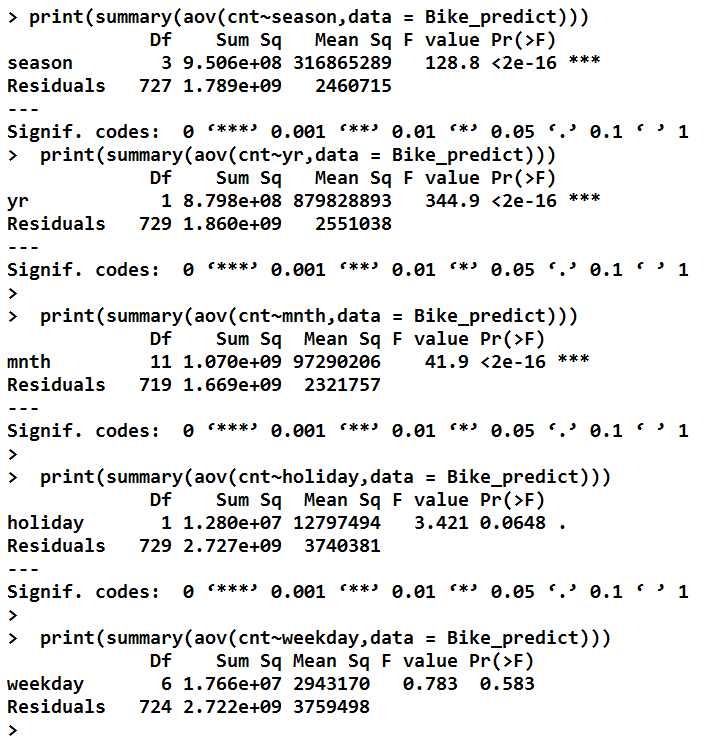 > print(summary(aov(cnt~season,data = Bike_predict)))
             Df    Sum Sq   Mean Sq F value Pr(>F)
season        3 9.506e+08 316865289   128.8 <2e-16 ***
Residuals   727 1.789e+09   2460715
---
Signif. codes:  0 ‘***’ 0.001 ‘**’ 0.01 ‘*’ 0.05 ‘.’ 0.1 ‘ ’ 1
>  print(summary(aov(cnt~yr,data = Bike_predict)))
             Df    Sum Sq   Mean Sq F value Pr(>F)
yr            1 8.798e+08 879828893   344.9 <2e-16 ***
Residuals   729 1.860e+09   2551038
---
Signif. codes:  0 ‘***’ 0.001 ‘**’ 0.01 ‘*’ 0.05 ‘.’ 0.1 ‘ ’ 1
>
>  print(summary(aov(cnt~mnth,data = Bike_predict)))
             Df    Sum Sq  Mean Sq F value Pr(>F)
mnth         11 1.070e+09 97290206    41.9 <2e-16 ***
Residuals   719 1.669e+09  2321757
---
Signif. codes:  0 ‘***’ 0.001 ‘**’ 0.01 ‘*’ 0.05 ‘.’ 0.1 ‘ ’ 1
>
>  print(summary(aov(cnt~holiday,data = Bike_predict)))
             Df    Sum Sq  Mean Sq F value Pr(>F)
holiday       1 1.280e+07 12797494   3.421 0.0648 .
Residuals   729 2.727e+09  3740381
---
Signif. codes:  0 ‘***’ 0.001 ‘**’ 0.01 ‘*’ 0.05 ‘.’ 0.1 ‘ ’ 1
>
>  print(summary(aov(cnt~weekday,data = Bike_predict)))
             Df    Sum Sq Mean Sq F value Pr(>F)
weekday       6 1.766e+07 2943170   0.783  0.583
Residuals   724 2.722e+09 3759498
>